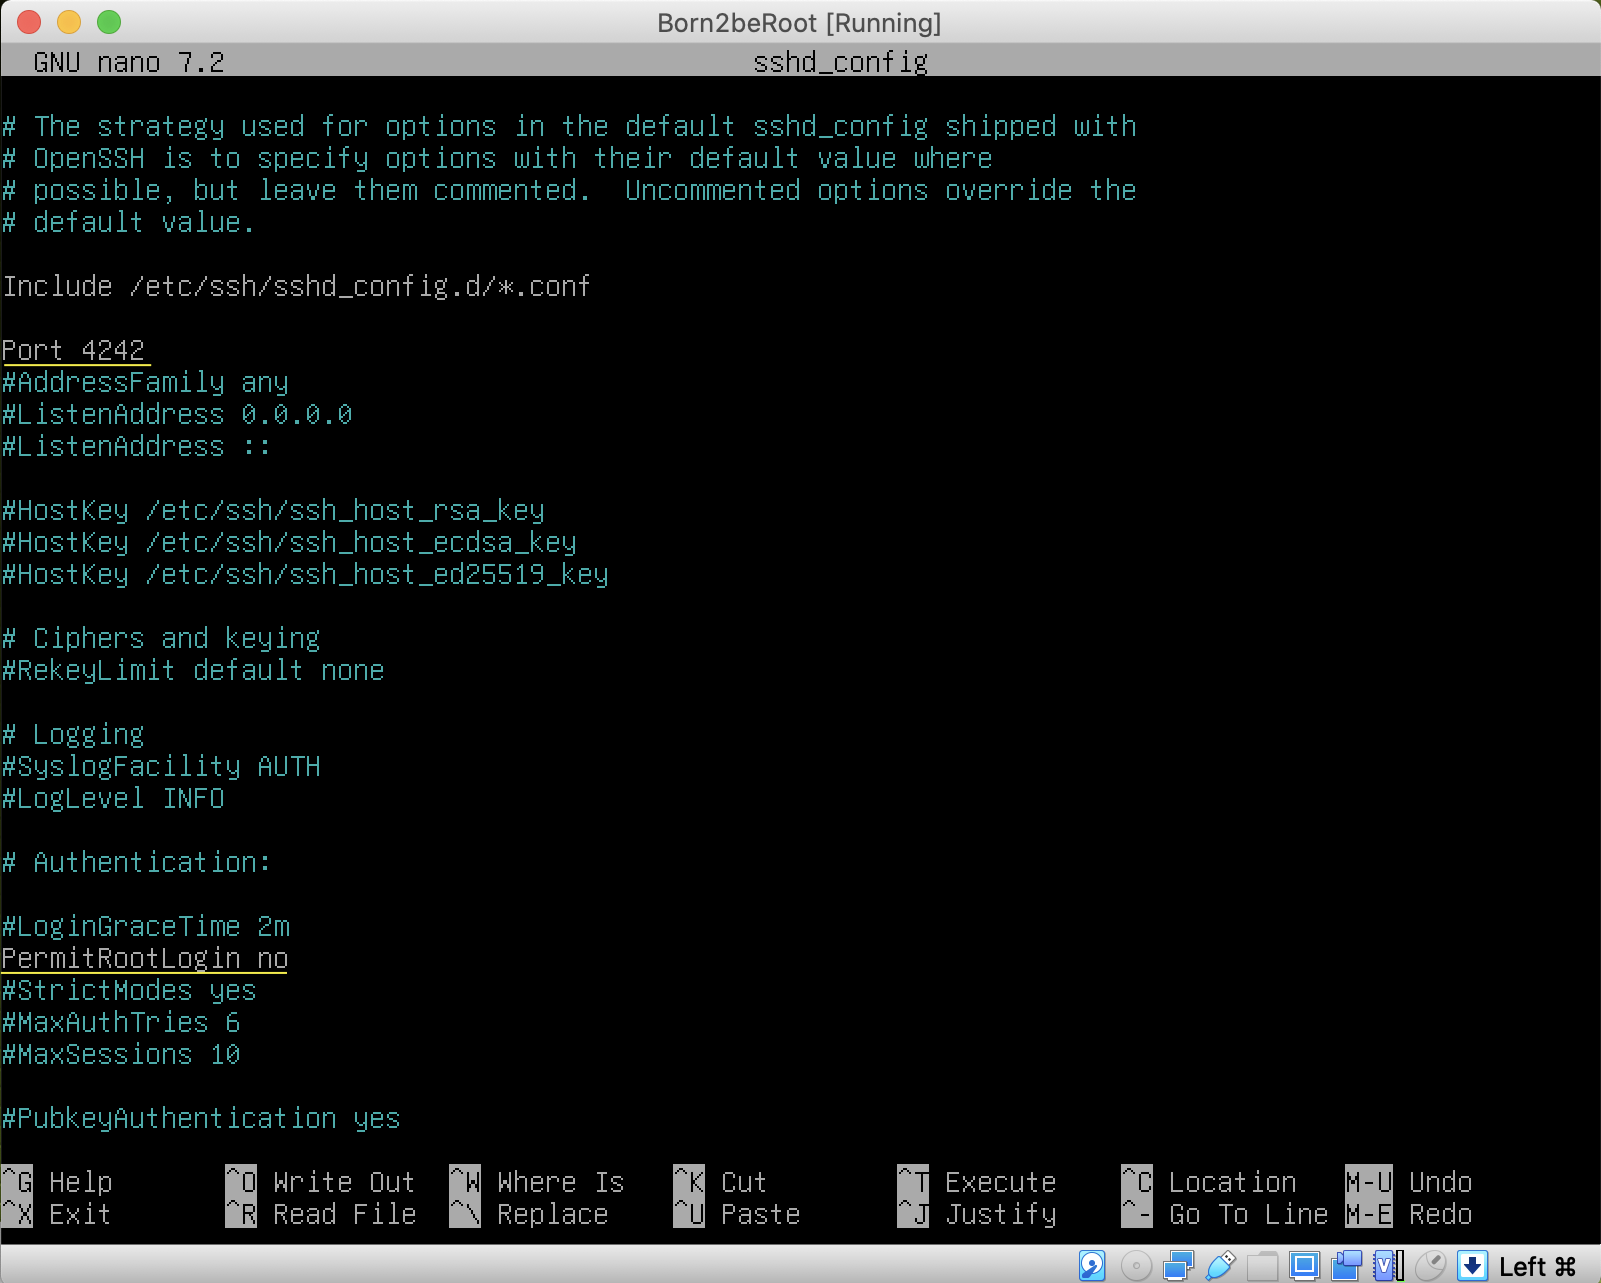 Born2beRoot [Running]
GNU nano 7.2 sshd_config
# The strategy used for options in the default sshd_config shipped with
# OpenSSH is to specify options with their default value where
# possible, but leave them commented.  Uncommented options override the
# default value.
Include /etc/ssh/sshd_config.d/*.conf
Port 4242
#AddressFamily any
#ListenAddress 0.0.0.0
#ListenAddress ::
#HostKey /etc/ssh/ssh_host_rsa_key
#HostKey /etc/ssh/ssh_host_ecdsa_key
#HostKey /etc/ssh/ssh_host_ed25519_key
# Ciphers and keying
#RekeyLimit default none
# Logging
#SyslogFacility AUTH
#LogLevel INFO
# Authentication:
#LoginGraceTime 2m
PermitRootLogin no
#StrictModes yes
#MaxAuthTries 6
#MaxSessions 10
#PubkeyAuthentication yes
^G Help ^O Write Out ^W Where Is ^K Cut ^T Execute ^C Location M-U Undo
^X Exit ^R Read File ^\ Replace ^U Paste ^J Justify ^- Go To Line M-E Redo
Left ⌘